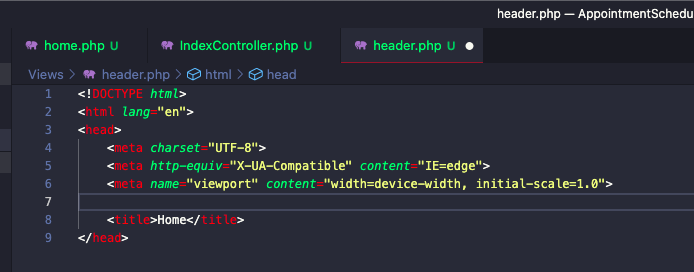 header.php — AppointmentSchedu
home.php U IndexController.php U header.php U
Views > header.php > html > head
1 <!DOCTYPE html>
2 <html lang="en">
3 <head>
4 <meta charset="UTF-8">
5 <meta http-equiv="X-UA-Compatible" content="IE=edge">
6 <meta name="viewport" content="width=device-width, initial-scale=1.0">
7
8 <title>Home</title>
9 </head>